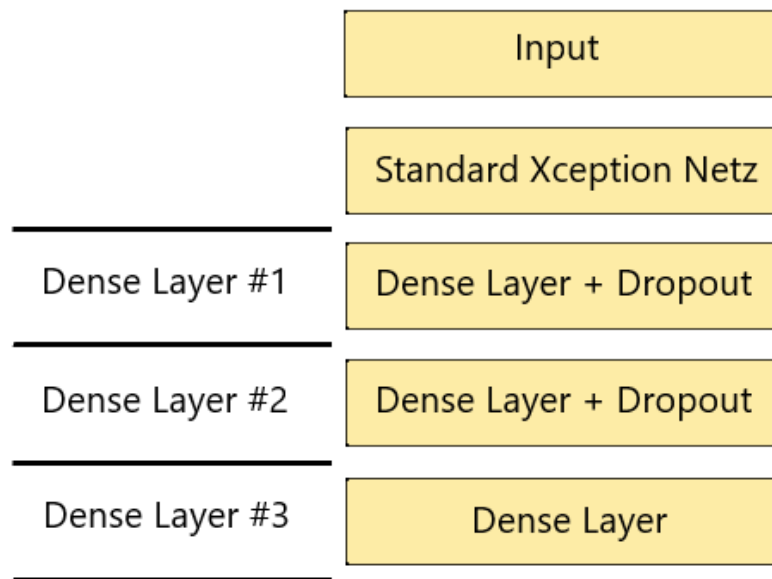 Input
Standard Xception Netz
Dense Layer #1
Dense Layer + Dropout
Dense Layer #2
Dense Layer + Dropout
Dense Layer #3
Dense Layer